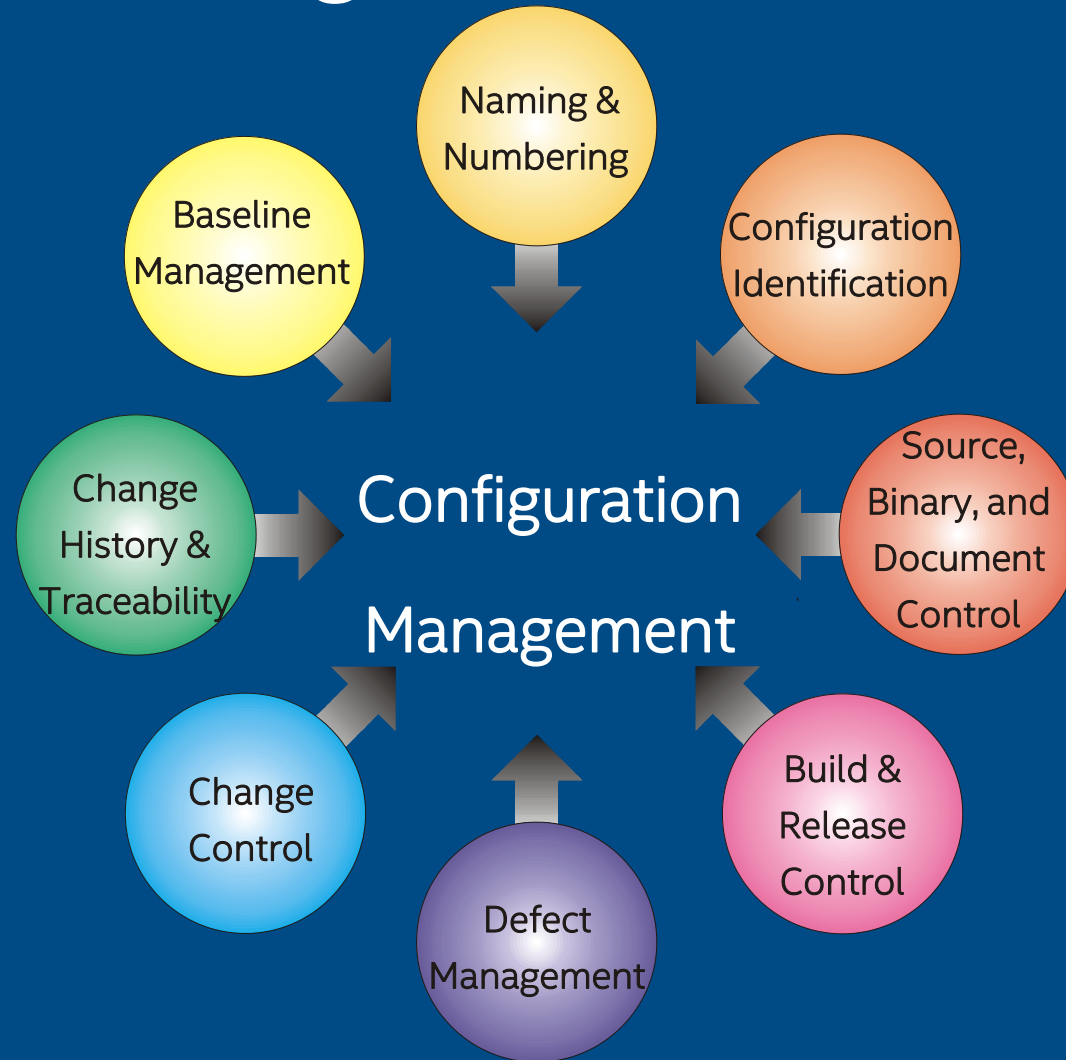 Naming &
Numbering
Configuration
Identification
Source,
Binary, and
Document
Control
Build &
Release
Control
Defect
Management
Change
Control
Change
History &
Traceability
Baseline
Management
Configuration
Management